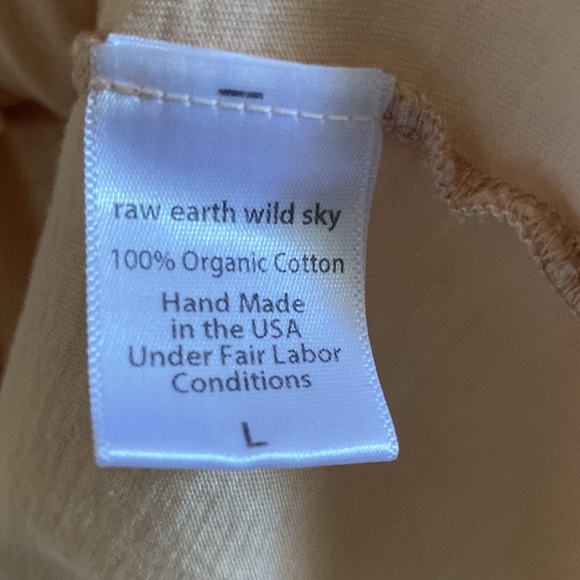 raw earth wild sky
100% Organic Cotton
Hand Made
in the USA
Under Fair Labor
Conditions
L